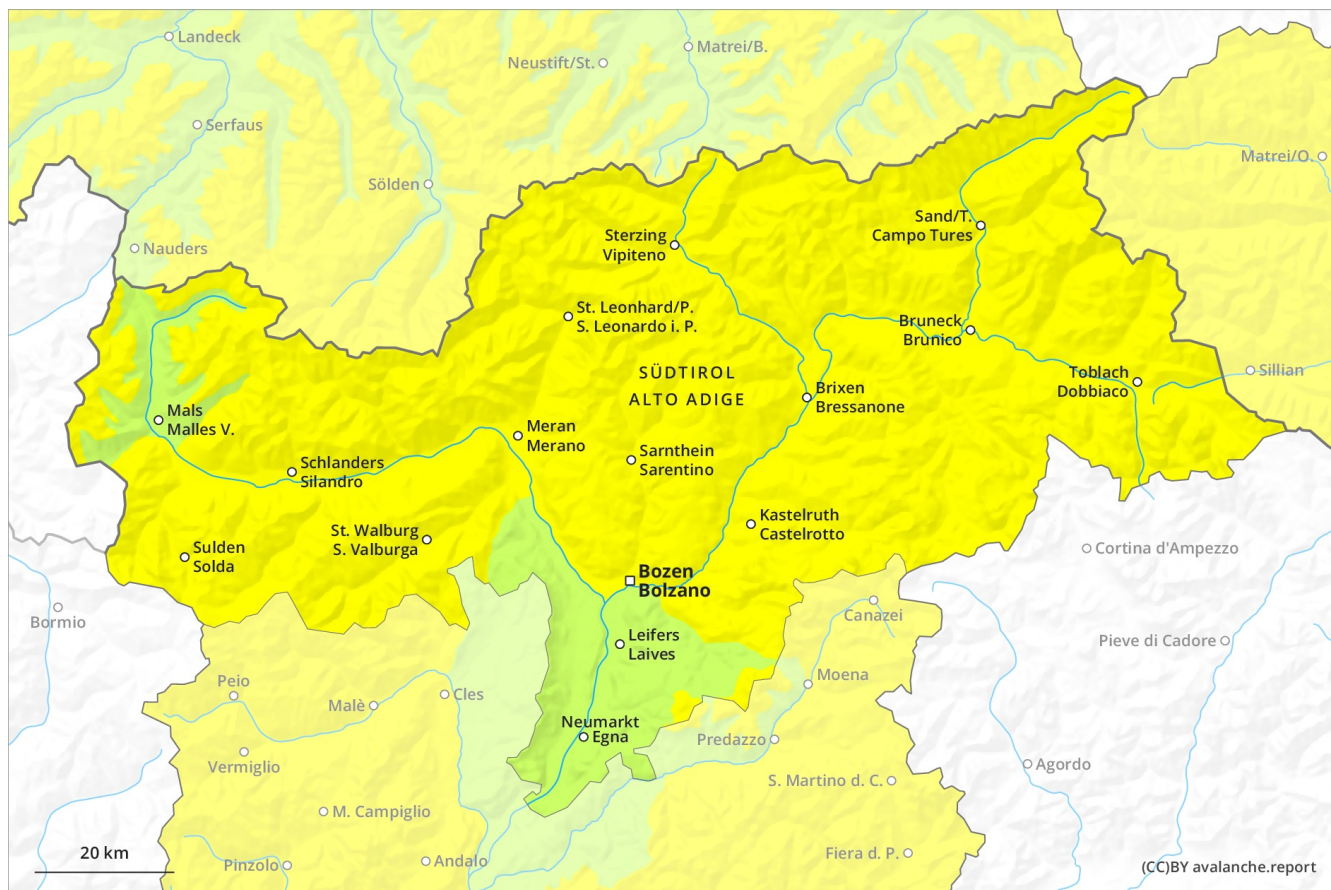 Landeck
Matrei/B.
Neustift/St.
Serfaus
Matrei/O.
Sölden
Sand/T.
Campo Tures
Sterzing
Vipiteno
Nauders
St. Leonhard/P.
S. Leonardo i. P.
Bruneck
Brunico
SÜDTIROL
ALTO ADIGE
Toblach
Dobbiaco
Sillian
Brixen
Bressanone
Mals
Malles V.
Meran
Merano
Sarnthein
Sarentino
Schlanders
Silandro
Kastelruth
Castelrotto
St. Walburg
S. Valburga
Sulden
Solda
Cortina d'Ampezzo
Bozen
Bolzano
Bormio
Canazei
Leifers
Laives
Pieve di Cadore
Moena
Peio
Cles
Malè
Neumarkt
Egna
Predazzo
Vermiglio
Agordo
S. Martino d. C.
M. Campiglio
20 km
Fiera d. P.
Pinzolo
Andalo
(CC)BY avalanche.report